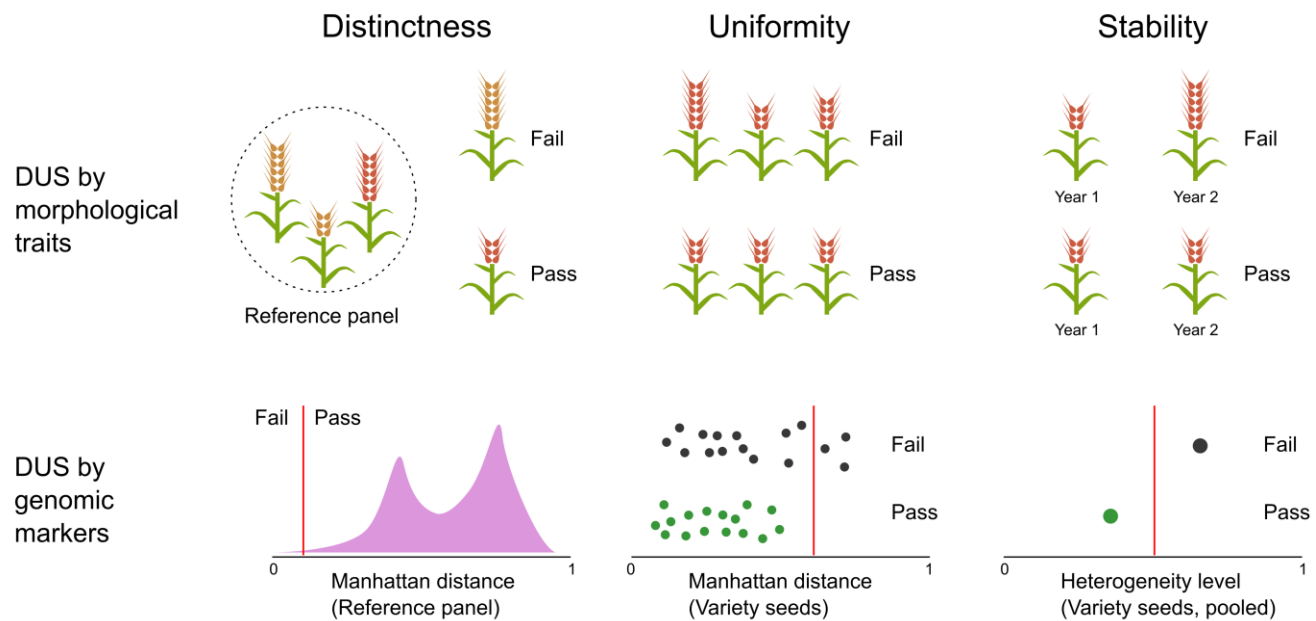 Distinctness
Uniformity
Stability
DUS by
morphological
traits
Reference panel
Fail
Pass
Fail
Pass
Fail
Year 1
Year 2
Pass
Year 1
Year 2
DUS by
genomic
markers
Fail
Pass
0
1
Manhattan distance
(Reference panel)
Fail
Pass
0
1
Manhattan distance
(Variety seeds)
Fail
Pass
0
1
Heterogeneity level
(Variety seeds, pooled)